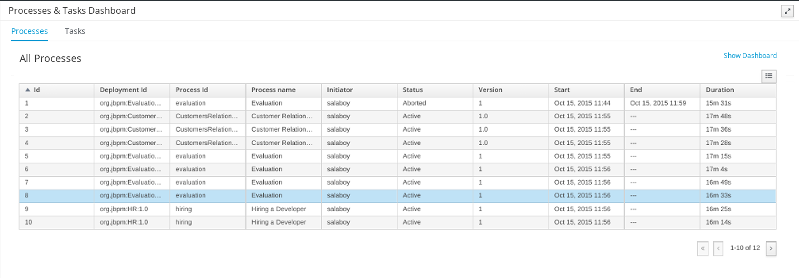 Processes & Tasks Dashboard
Processes Tasks
All Processes
Show Dashboard
Id Deployment Id Process Id Process name Initiator Status Version Start End Duration
1 org.jbpm:Evaluatio... evaluation Evaluation salaboy Aborted 1 Oct 15, 2015 11:44 Oct 15, 2015 11:59 15m 31s
2 org.jbpm:Customer... CustomersRelation... Customer Relation... salaboy Active 1.0 Oct 15, 2015 11:55 --- 17m 48s
3 org.jbpm:Customer... CustomersRelation... Customer Relation... salaboy Active 1.0 Oct 15, 2015 11:55 --- 17m 36s
4 org.jbpm:Customer... CustomersRelation... Customer Relation... salaboy Active 1.0 Oct 15, 2015 11:55 --- 17m 28s
5 org.jbpm:Evaluatio... evaluation Evaluation salaboy Active 1 Oct 15, 2015 11:55 --- 17m 15s
6 org.jbpm:Evaluatio... evaluation Evaluation salaboy Active 1 Oct 15, 2015 11:56 --- 17m 4s
7 org.jbpm:Evaluatio... evaluation Evaluation salaboy Active 1 Oct 15, 2015 11:56 --- 16m 49s
8 org.jbpm:Evaluatio... evaluation Evaluation salaboy Active 1 Oct 15, 2015 11:56 --- 16m 33s
9 org.jbpm:HR:1.0 hiring Hiring a Developer salaboy Active 1 Oct 15, 2015 11:56 --- 16m 25s
10 org.jbpm:HR:1.0 hiring Hiring a Developer salaboy Active 1 Oct 15, 2015 11:56 --- 16m 14s
« ‹ 1-10 of 12 ›